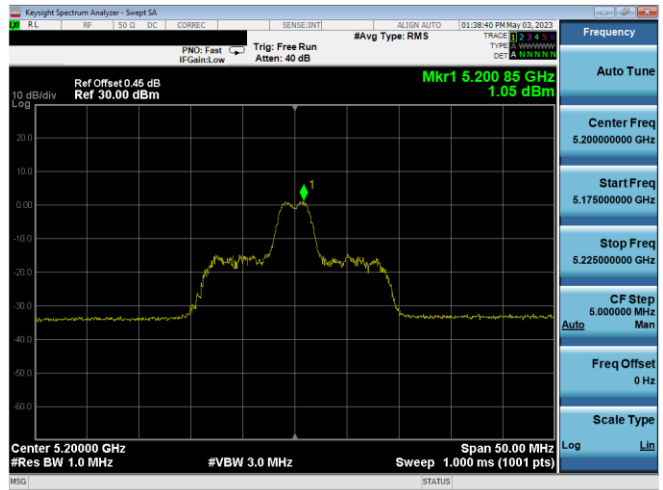 Keysight Spectrum Analyzer - Swept SA
RL RF 50 Ω DC CORREC SENSE:INT ALIGN AUTO 01:38:40 PM May 03, 2023
#Avg Type: RMS
TRACE 1 2 3 4 5 6
PNO: Fast Trig: Free Run
TYPE A WWWWW
IFGain:Low Atten: 40 dB
DET A N N N N N
Mkr1 5.200 85 GHz
1.05 dBm
Ref Offset 0.45 dB
10 dB/div Ref 30.00 dBm
Log
20.0
10.0
1
0.00
-10.0
-20.0
-30.0
-40.0
-60.0
Center 5.20000 GHz Span 50.00 MHz
#Res BW 1.0 MHz #VBW 3.0 MHz Sweep 1.000 ms (1001 pts)
MSG STATUS
Frequency
Auto Tune
Center Freq
5.200000000 GHz
Start Freq
5.175000000 GHz
Stop Freq
5.225000000 GHz
CF Step
5.000000 MHz
Auto Man
Freq Offset
0 Hz
Scale Type
Log Lin